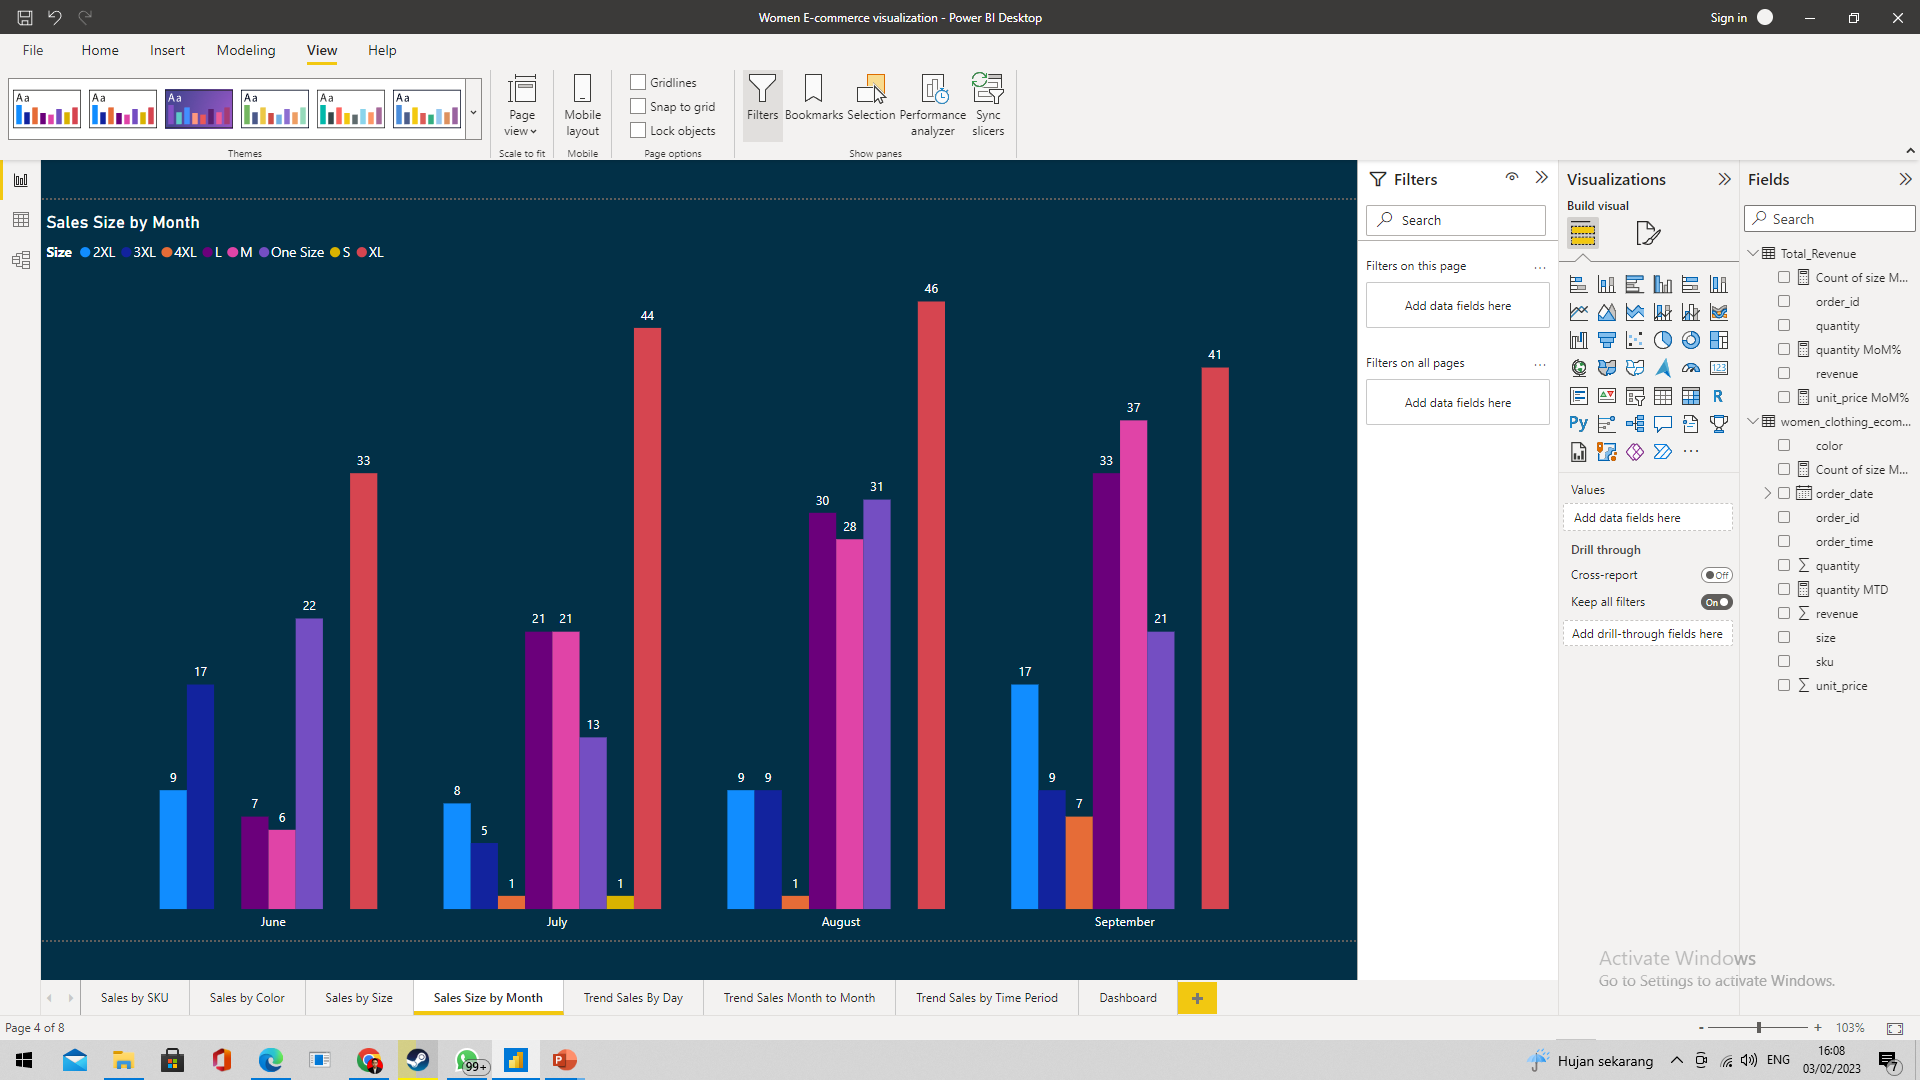 Women E-commerce visualization - Power BI Desktop
Sign in
File Home Insert Modeling View Help
Aa Aa Aa Aa Aa Aa
Themes
Page view
Scale to fit
Mobile layout
Mobile
Gridlines
Snap to grid
Lock objects
Page options
Filters
Bookmarks
Selection
Performance analyzer
Sync slicers
Show panes
Sales Size by Month
Size 2XL 3XL 4XL L M One Size S XL
9 17 7 6 22 33
8 5 1 21 21 13 1 44
9 9 1 30 28 31 46
17 9 7 33 37 21 41
June July August September
Filters
Search
Filters on this page ...
Add data fields here
Filters on all pages ...
Add data fields here
Visualizations
Build visual
123
R
Py
...
Values
Add data fields here
Drill through
Cross-report Off
Keep all filters On
Add drill-through fields here
Fields
Search
Total_Revenue
Count of size M...
order_id
quantity
quantity MoM%
revenue
unit_price MoM%
women_clothing_ecom...
color
Count of size M...
order_date
order_id
order_time
quantity
quantity MTD
revenue
size
sku
unit_price
Activate Windows
Go to Settings to activate Windows.
Sales by SKU Sales by Color Sales by Size Sales Size by Month Trend Sales By Day Trend Sales Month to Month Trend Sales by Time Period Dashboard +
Page 4 of 8
- + 103%
99+
Hujan sekarang
ENG
16:08
03/02/2023
7